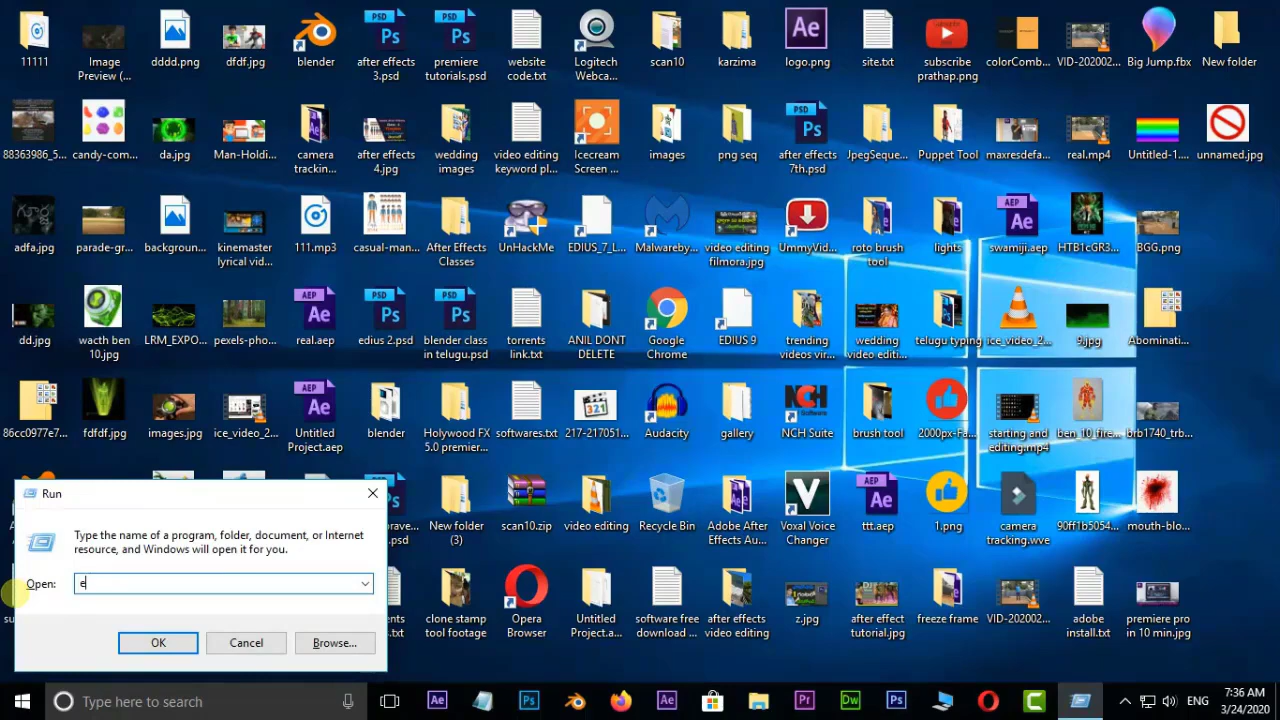 11111
Image Preview (...
dddd.png
dfdf.jpg
blender
after effects 3.psd
premiere tutorials.psd
website code.txt
Logitech Webca...
scan10
karzima
logo.png
site.txt
subscribe prathap.png
colorComb...
VID-202002...
Big Jump.fbx
New folder
88363986_5...
candy-com...
da.jpg
Man-Holdi...
camera trackin...
after effects 4.jpg
wedding images
video editing keyword pl...
Icecream Screen ...
images
png seq
after effects 7th.psd
JpegSeque...
Puppet Tool
maxresdefa...
real.mp4
Untitled-1....
unnamed.jpg
adfa.jpg
parade-gr...
backgroun...
kinemaster lyrical vid...
111.mp3
casual-man...
After Effects Classes
UnHackMe
EDIUS_7_L...
Malwareby...
video editing filmora.jpg
UmmyVid...
roto brush tool
lights
swamiji.aep
HTB1cGR3...
BGG.png
dd.jpg
wacth ben 10.jpg
LRM_EXPO...
pexels-pho...
real.aep
edius 2.psd
blender class in telugu.psd
torrents link.txt
ANIL DONT DELETE
Google Chrome
EDIUS 9
trending videos vir...
wedding video editi...
telugu typing
ice_video_2...
9.jpg
Abominati...
86cc0977e7...
fdfdf.jpg
images.jpg
ice_video_2...
Untitled Project.aep
blender
Holywood FX 5.0 premier...
softwares.txt
217-217051...
Audacity
gallery
NCH Suite
brush tool
2000px-Fa...
starting and editing.mp4
ben_10_fire...
brb1740_trb...
New folder (3)
scan10.zip
video editing
Recycle Bin
Adobe After Effects Au...
Voxal Voice Changer
ttt.aep
1.png
camera tracking.wve
90ff1b5054...
mouth-blo...
clone stamp tool footage
Opera Browser
Untitled Project.a...
software free download ...
after effects video editing
z.jpg
after effect tutorial.jpg
freeze frame
VID-202002...
adobe install.txt
premiere pro in 10 min.jpg
Run
Type the name of a program, folder, document, or Internet
resource, and Windows will open it for you.
Open:
e
OK
Cancel
Browse...
Type here to search
ENG
7:36 AM
3/24/2020